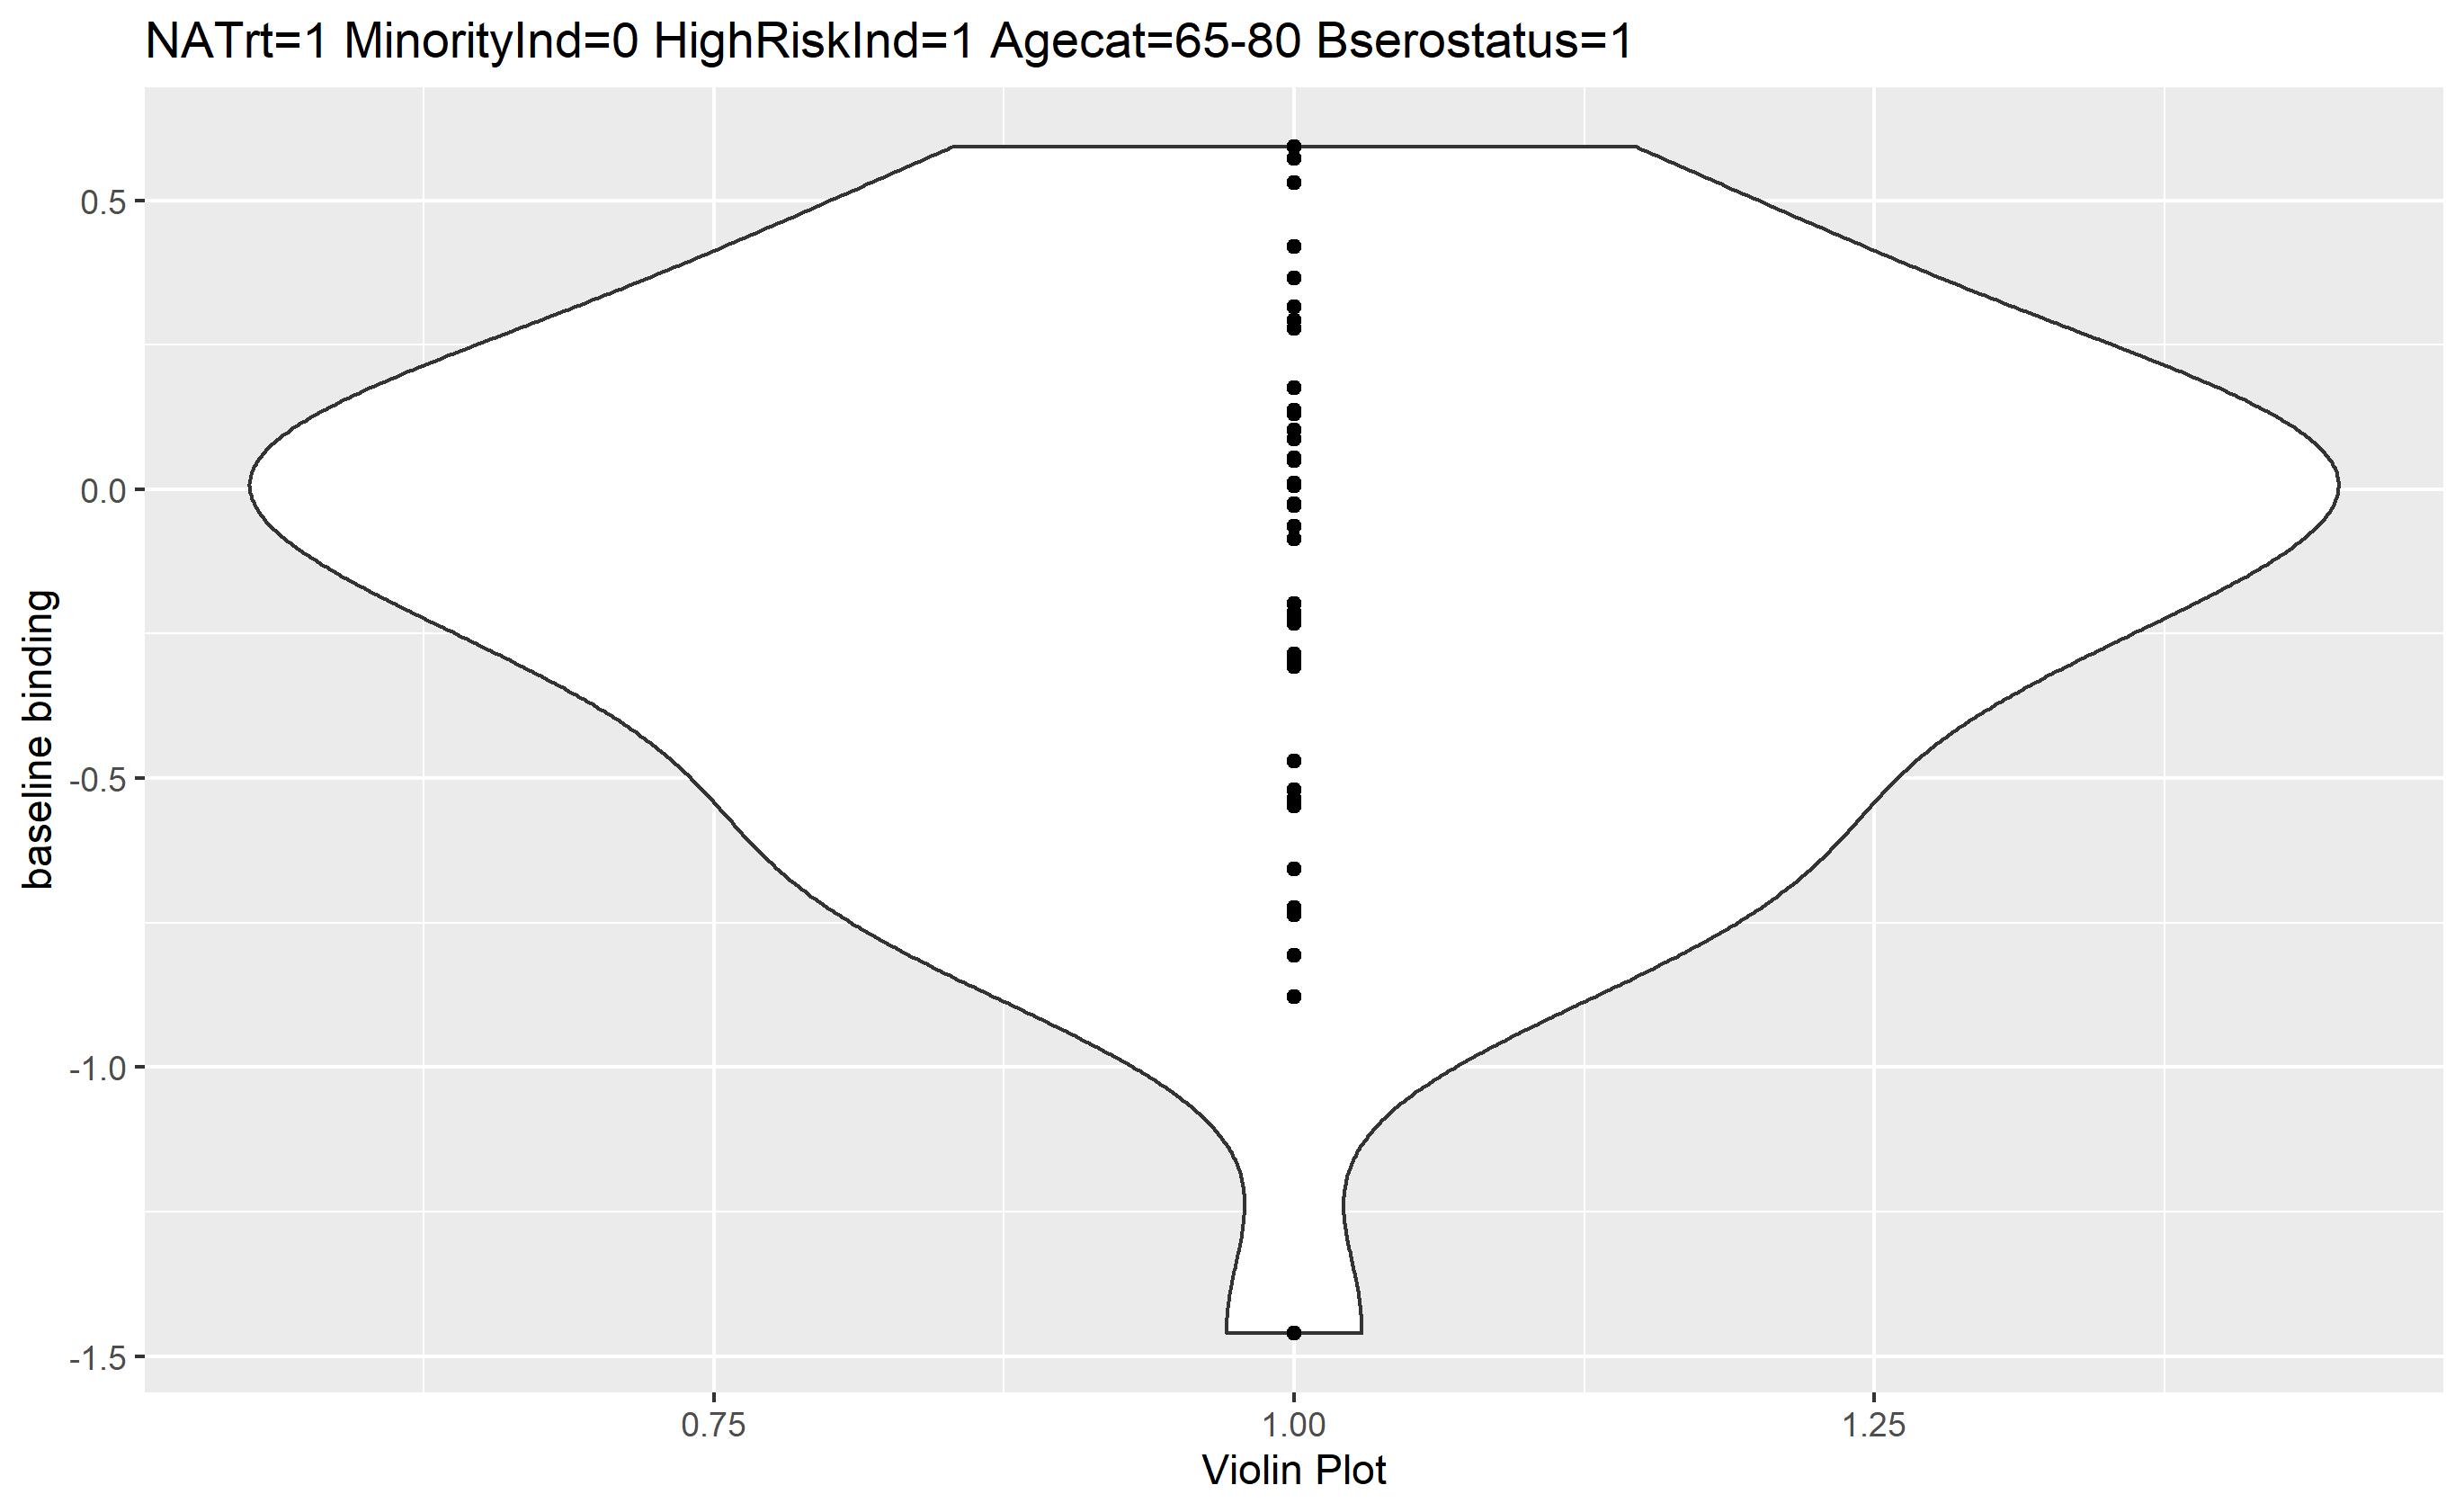 NATrt=1 MinorityInd=0 HighRiskInd=1 Agecat=65-80 Bserostatus=1
baseline binding
0.5
0.0
-0.5
-1.0
-1.5
0.75 1.00 1.25
Violin Plot